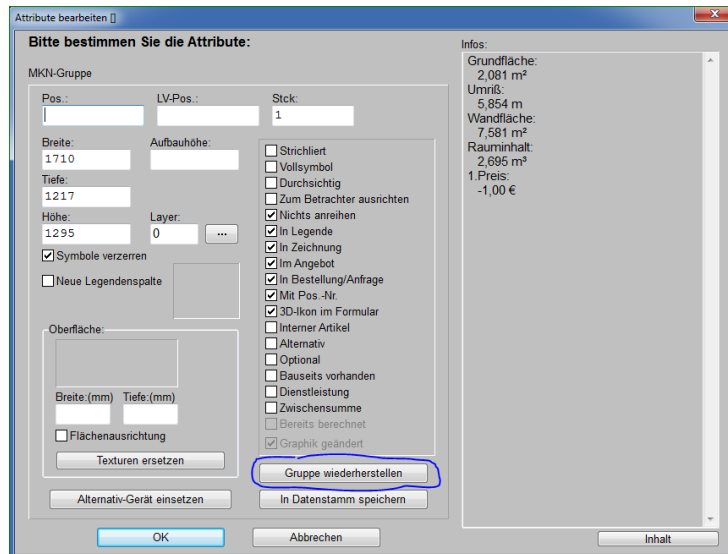 Attribute bearbeiten []
Bitte bestimmen Sie die Attribute:
MKN-Gruppe
Pos.: LV-Pos.: Stck:
1
Breite: Aufbauhöhe:
1710
Tiefe:
1217
Höhe: Layer:
1295 0 ...
Symbole verzerren
Neue Legendenspalte
Oberfläche:
Breite:(mm) Tiefe:(mm)
Flächenausrichtung
Texturen ersetzen
Alternativ-Gerät einsetzen
Strichliert
Vollsymbol
Durchsichtig
Zum Betrachter ausrichten
Nichts anreihen
In Legende
In Zeichnung
Im Angebot
In Bestellung/Anfrage
Mit Pos.-Nr.
3D-Ikon im Formular
Interner Artikel
Alternativ
Optional
Bauseits vorhanden
Dienstleistung
Zwischensumme
Bereits berechnet
Graphik geändert
Gruppe wiederherstellen
In Datenstamm speichern
OK Abbrechen
Infos:
Grundfläche:
2,081 m²
Umriß:
5,854 m
Wandfläche:
7,581 m²
Rauminhalt:
2,695 m³
1.Preis:
-1,00 €
Inhalt